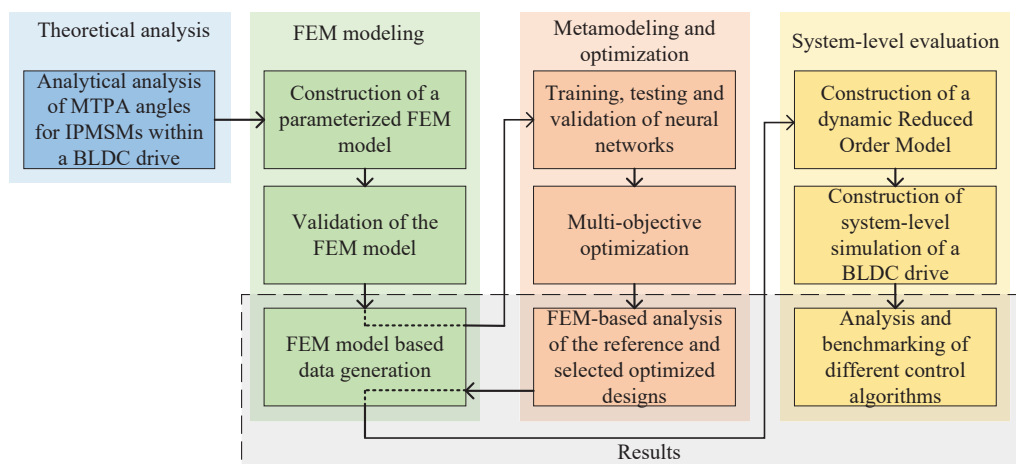 Theoretical analysis
Analytical analysis
of MTPA angles
for IPMSMs within
a BLDC drive
FEM modeling
Construction of a
parameterized FEM
model
Validation of the
FEM model
FEM model based
data generation
Metamodeling and
optimization
Training, testing and
validation of neural
networks
Multi-objective
optimization
FEM-based analysis
of the reference and
selected optimized
designs
System-level evaluation
Construction of a
dynamic Reduced
Order Model
Construction of
system-level
simulation of a
BLDC drive
Analysis and
benchmarking of
different control
algorithms
Results